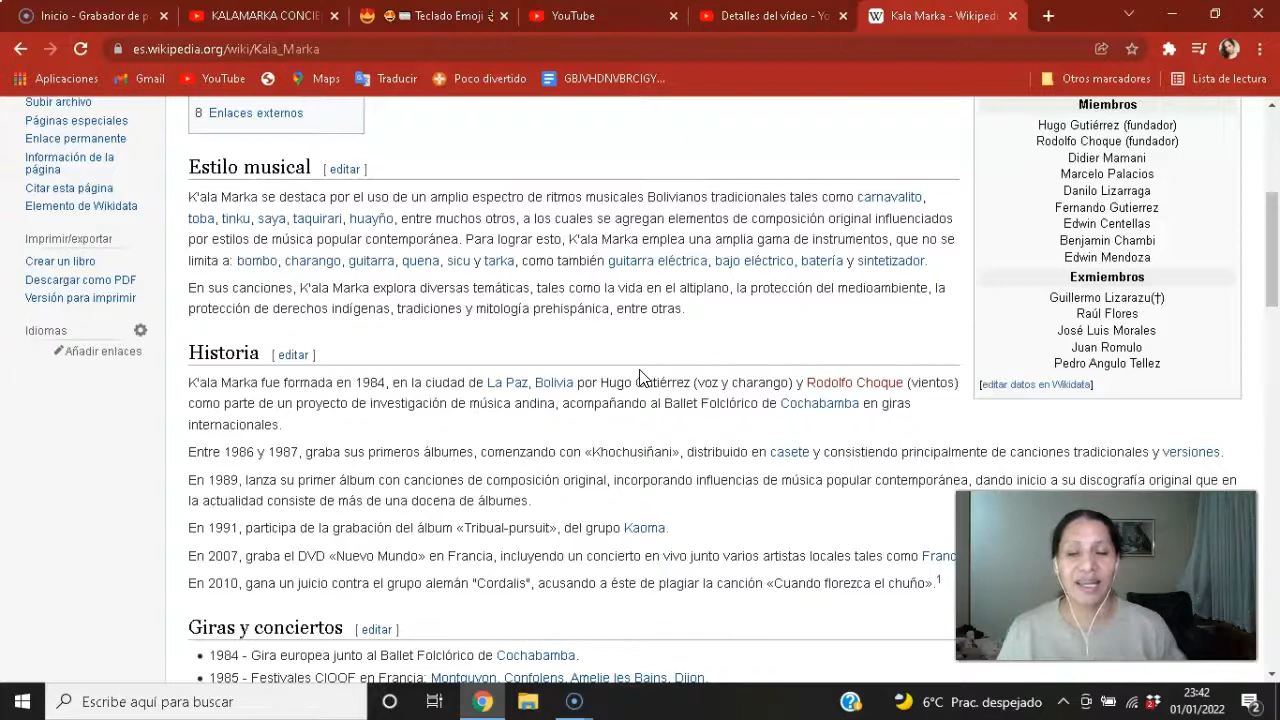 Inicio - Grabador de p
KALAMARKA CONCIE
Teclado Emoji
YouTube
Detalles del vídeo - Yo
Kala Marka - Wikiped
es.wikipedia.org/wiki/Kala_Marka
Aplicaciones
Gmail
YouTube
Maps
Traducir
Poco divertido
GBJVHDNVBRCIGY...
Otros marcadores
Lista de lectura
Subir archivo
Páginas especiales
Enlace permanente
Información de la
página
Citar esta página
Elemento de Wikidata
Imprimir/exportar
Crear un libro
Descargar como PDF
Versión para imprimir
Idiomas
Añadir enlaces
8 Enlaces externos
Estilo musical [ editar ]
K'ala Marka se destaca por el uso de un amplio espectro de ritmos musicales Bolivianos tradicionales tales como carnavalito,
toba, tinku, saya, taquirari, huayño, entre muchos otros, a los cuales se agregan elementos de composición original influenciados
por estilos de música popular contemporánea. Para lograr esto, K'ala Marka emplea una amplia gama de instrumentos, que no se
limita a: bombo, charango, guitarra, quena, sicu y tarka, como también guitarra eléctrica, bajo eléctrico, batería y sintetizador.
En sus canciones, K'ala Marka explora diversas temáticas, tales como la vida en el altiplano, la protección del medioambiente, la
protección de derechos indígenas, tradiciones y mitología prehispánica, entre otras.
Historia [ editar ]
K'ala Marka fue formada en 1984, en la ciudad de La Paz, Bolivia por Hugo Gutiérrez (voz y charango) y Rodolfo Choque (vientos)
como parte de un proyecto de investigación de música andina, acompañando al Ballet Folclórico de Cochabamba en giras
internacionales.
Entre 1986 y 1987, graba sus primeros álbumes, comenzando con «Khochusiñani», distribuido en casete y consistiendo principalmente de canciones tradicionales y versiones.
En 1989, lanza su primer álbum con canciones de composición original, incorporando influencias de música popular contemporánea, dando inicio a su discografía original que en
la actualidad consiste de más de una docena de álbumes.
En 1991, participa de la grabación del álbum «Tribual-pursuit», del grupo Kaoma.
En 2007, graba el DVD «Nuevo Mundo» en Francia, incluyendo un concierto en vivo junto varios artistas locales tales como Franc
En 2010, gana un juicio contra el grupo alemán "Cordalis", acusando a éste de plagiar la canción «Cuando florezca el chuño».1
Giras y conciertos [ editar ]
1984 - Gira europea junto al Ballet Folclórico de Cochabamba.
1985 - Festivales CIOOF en Francia: Montguyon, Confolens, Amelie les Bains, Dijon.
Miembros
Hugo Gutiérrez (fundador)
Rodolfo Choque (fundador)
Didier Mamani
Marcelo Palacios
Danilo Lizarraga
Fernando Gutierrez
Edwin Centellas
Benjamin Chambi
Edwin Mendoza
Exmiembros
Guillermo Lizarazu(†)
Raúl Flores
José Luis Morales
Juan Romulo
Pedro Angulo Tellez
[editar datos en Wikidata]
Escribe aquí para buscar
6°C Prac. despejado
23:42
01/01/2022
2